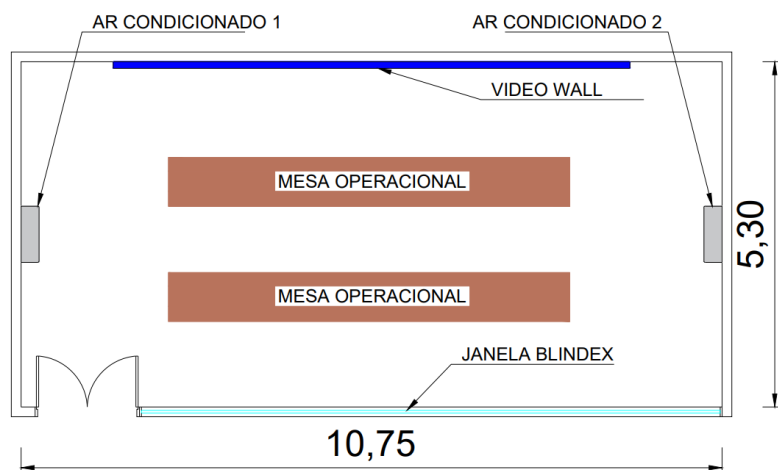 AR CONDICIONADO 1
AR CONDICIONADO 2
VIDEO WALL
MESA OPERACIONAL
5,30
MESA OPERACIONAL
JANELA BLINDEX
10,75